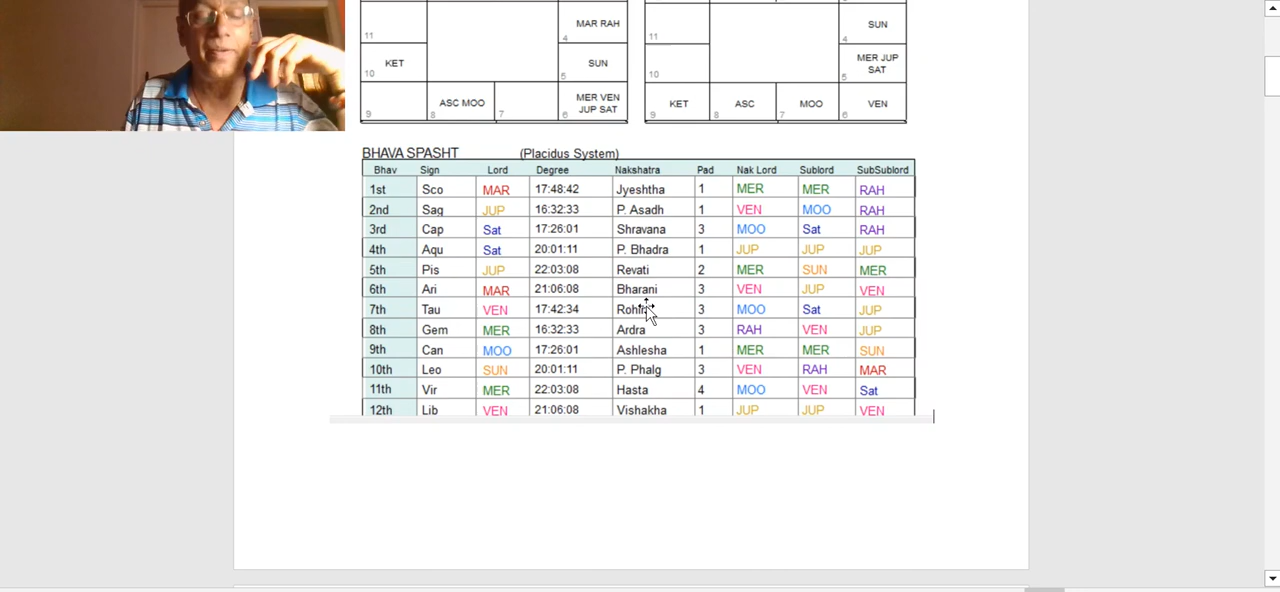 11
MAR RAH
4
11
SUN
4
10
KET
SUN
5
10
MER JUP
SAT
5
9
ASC MOO
8
7
MER VEN
JUP SAT
6
KET
9
ASC
8
MOO
7
VEN
6
BHAVA SPASHT (Placidus System)
Bhav Sign Lord Degree Nakshatra Pad Nak Lord Sublord SubSublord
1st Sco MAR 17:48:42 Jyeshtha 1 MER MER RAH
2nd Sag JUP 16:32:33 P. Asadh 1 VEN MOO RAH
3rd Cap Sat 17:26:01 Shravana 3 MOO Sat RAH
4th Aqu Sat 20:01:11 P. Bhadra 1 JUP JUP JUP
5th Pis JUP 22:03:08 Revati 2 MER SUN MER
6th Ari MAR 21:06:08 Bharani 3 VEN JUP VEN
7th Tau VEN 17:42:34 3 MOO Sat JUP
8th Gem MER 16:32:33 Ardra 3 RAH VEN JUP
9th Can MOO 17:26:01 Ashlesha 1 MER MER SUN
10th Leo SUN 20:01:11 P. Phalg 3 VEN RAH MAR
11th Vir MER 22:03:08 Hasta 4 MOO VEN Sat
12th Lib VEN 21:06:08 Vishakha 1 JUP JUP VEN